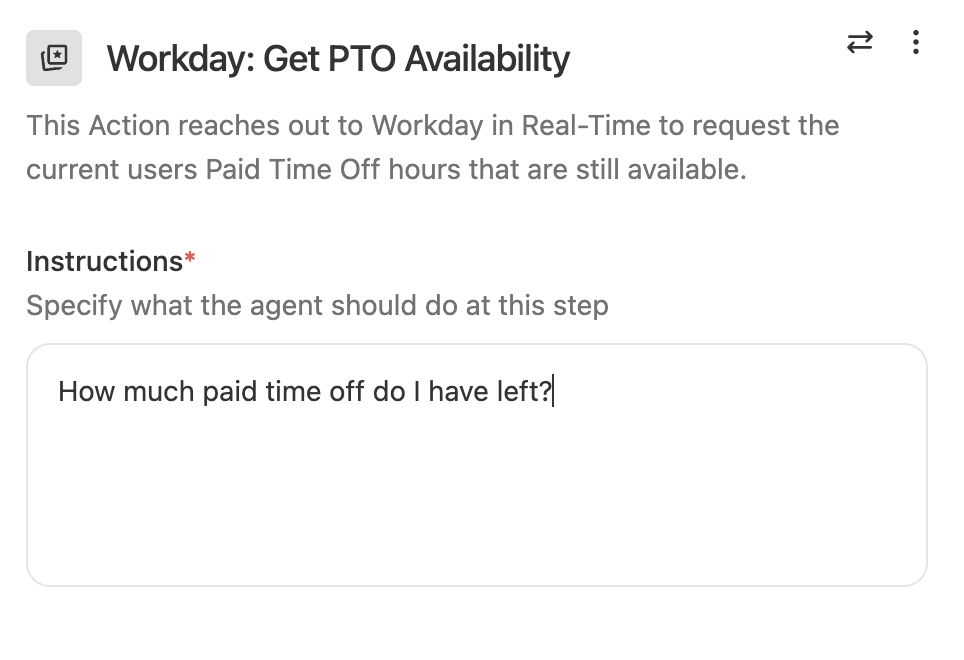 Workday: Get PTO Availability
This Action reaches out to Workday in Real-Time to request the
current users Paid Time Off hours that are still available.
Instructions*
Specify what the agent should do at this step
How much paid time off do I have left?